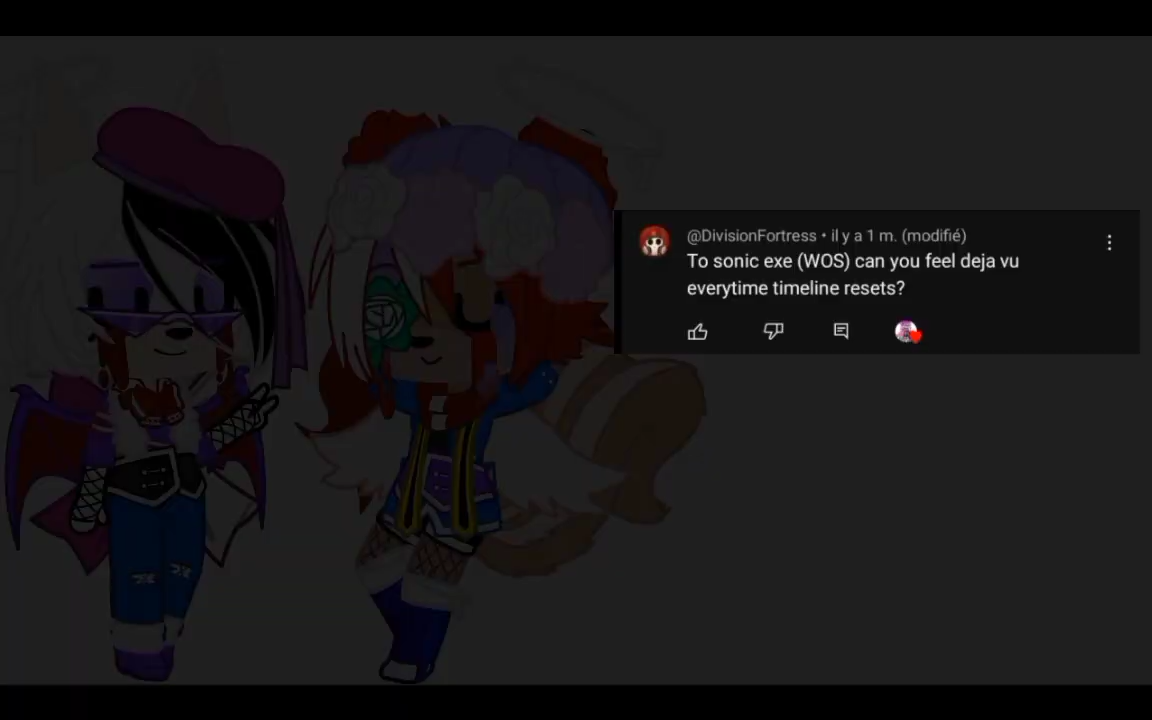 @DivisionFortress • il y a 1 m. (modifié)
To sonic exe (WOS) can you feel deja vu
everytime timeline resets?